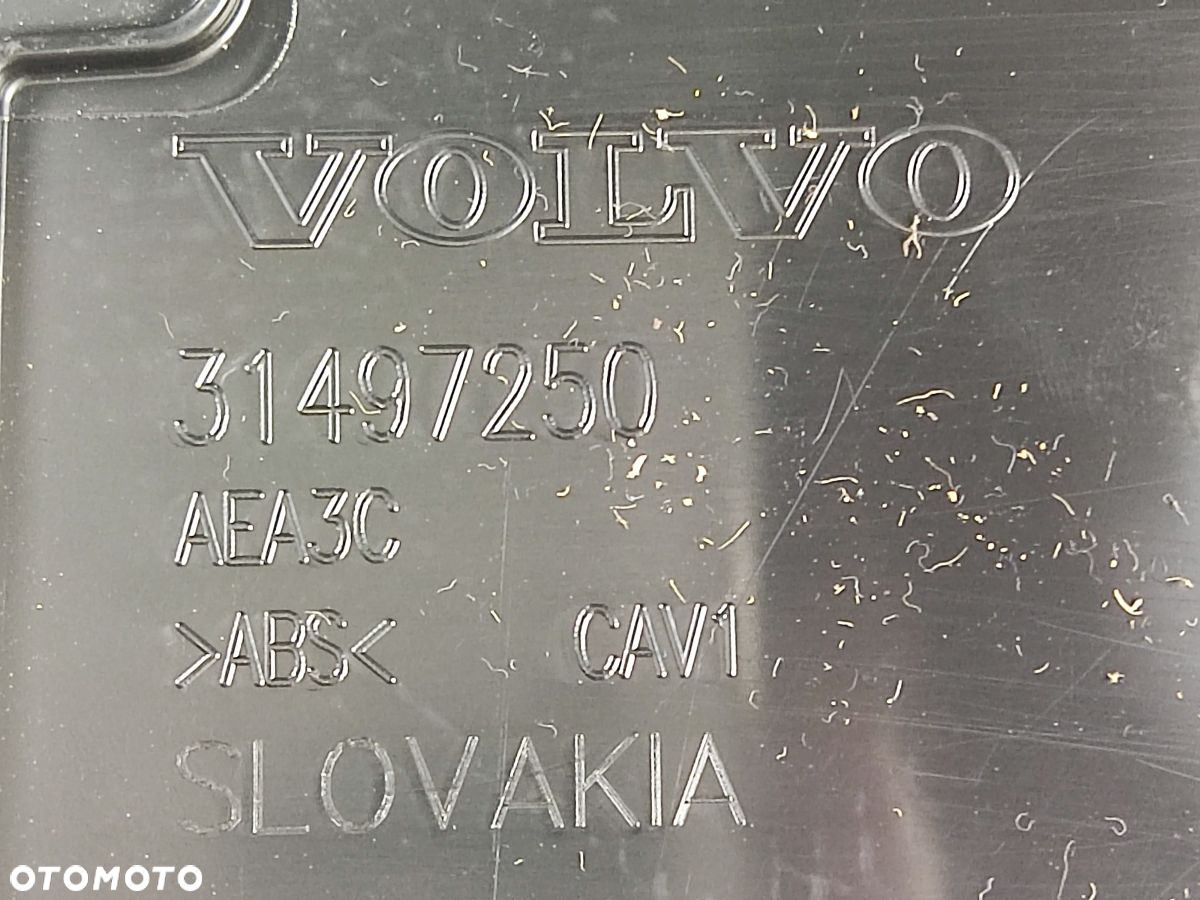 VOLVO
31497250
AEA3C
>ABS< CAV1
SLOVAKIA
OTOMOTO